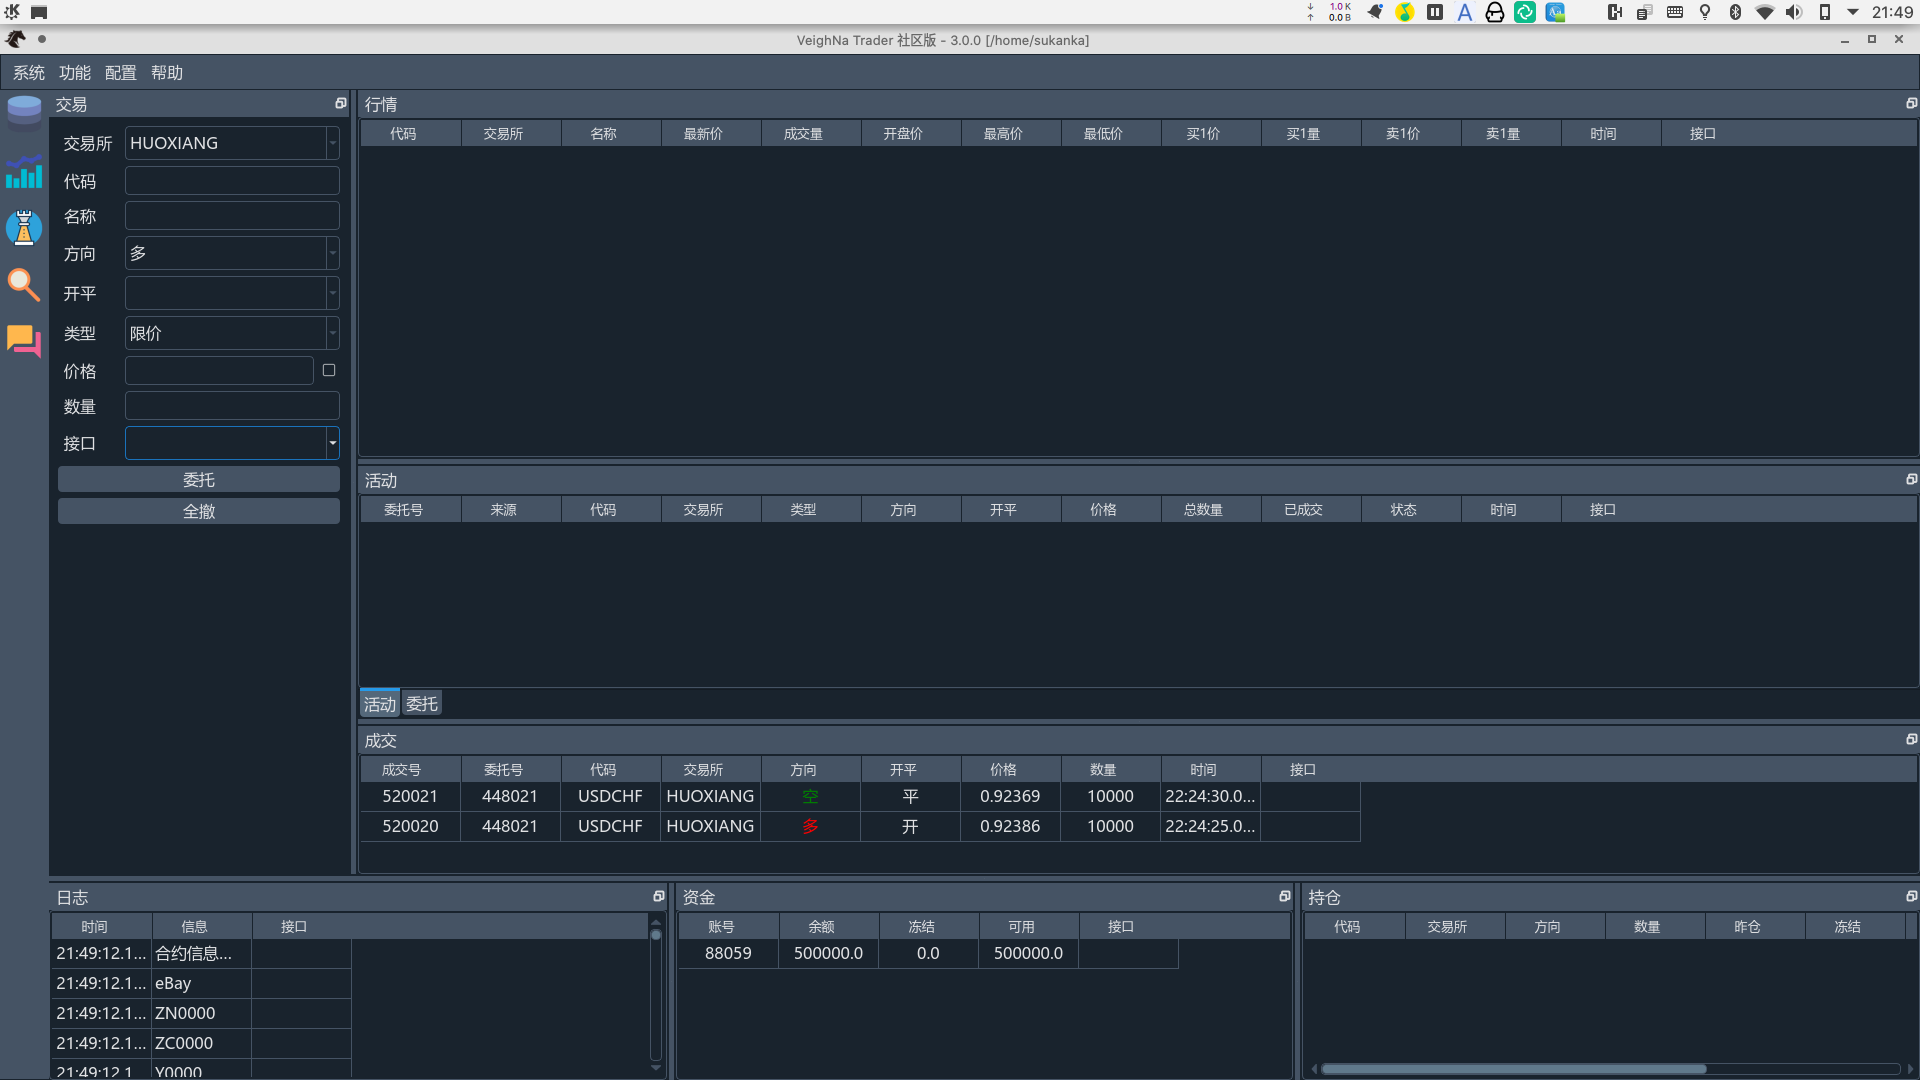 1.0 K
0.0 B
21:49
VeighNa Trader 社区版 - 3.0.0 [/home/sukanka]
系统 功能 配置 帮助
交易
交易所 HUOXIANG
代码
名称
方向 多
开平
类型 限价
价格
数量
接口
委托
全撤
行情
代码 交易所 名称 最新价 成交量 开盘价 最高价 最低价 买1价 买1量 卖1价 卖1量 时间 接口
活动
委托号 来源 代码 交易所 类型 方向 开平 价格 总数量 已成交 状态 时间 接口
活动 委托
成交
成交号 委托号 代码 交易所 方向 开平 价格 数量 时间 接口
520021 448021 USDCHF HUOXIANG 空 平 0.92369 10000 22:24:30.0...
520020 448021 USDCHF HUOXIANG 多 开 0.92386 10000 22:24:25.0...
日志
时间 信息 接口
21:49:12.1... 合约信息...
21:49:12.1... eBay
21:49:12.1... ZN0000
21:49:12.1... ZC0000
21:49:12.1 Y0000
资金
账号 余额 冻结 可用 接口
88059 500000.0 0.0 500000.0
持仓
代码 交易所 方向 数量 昨仓 冻结